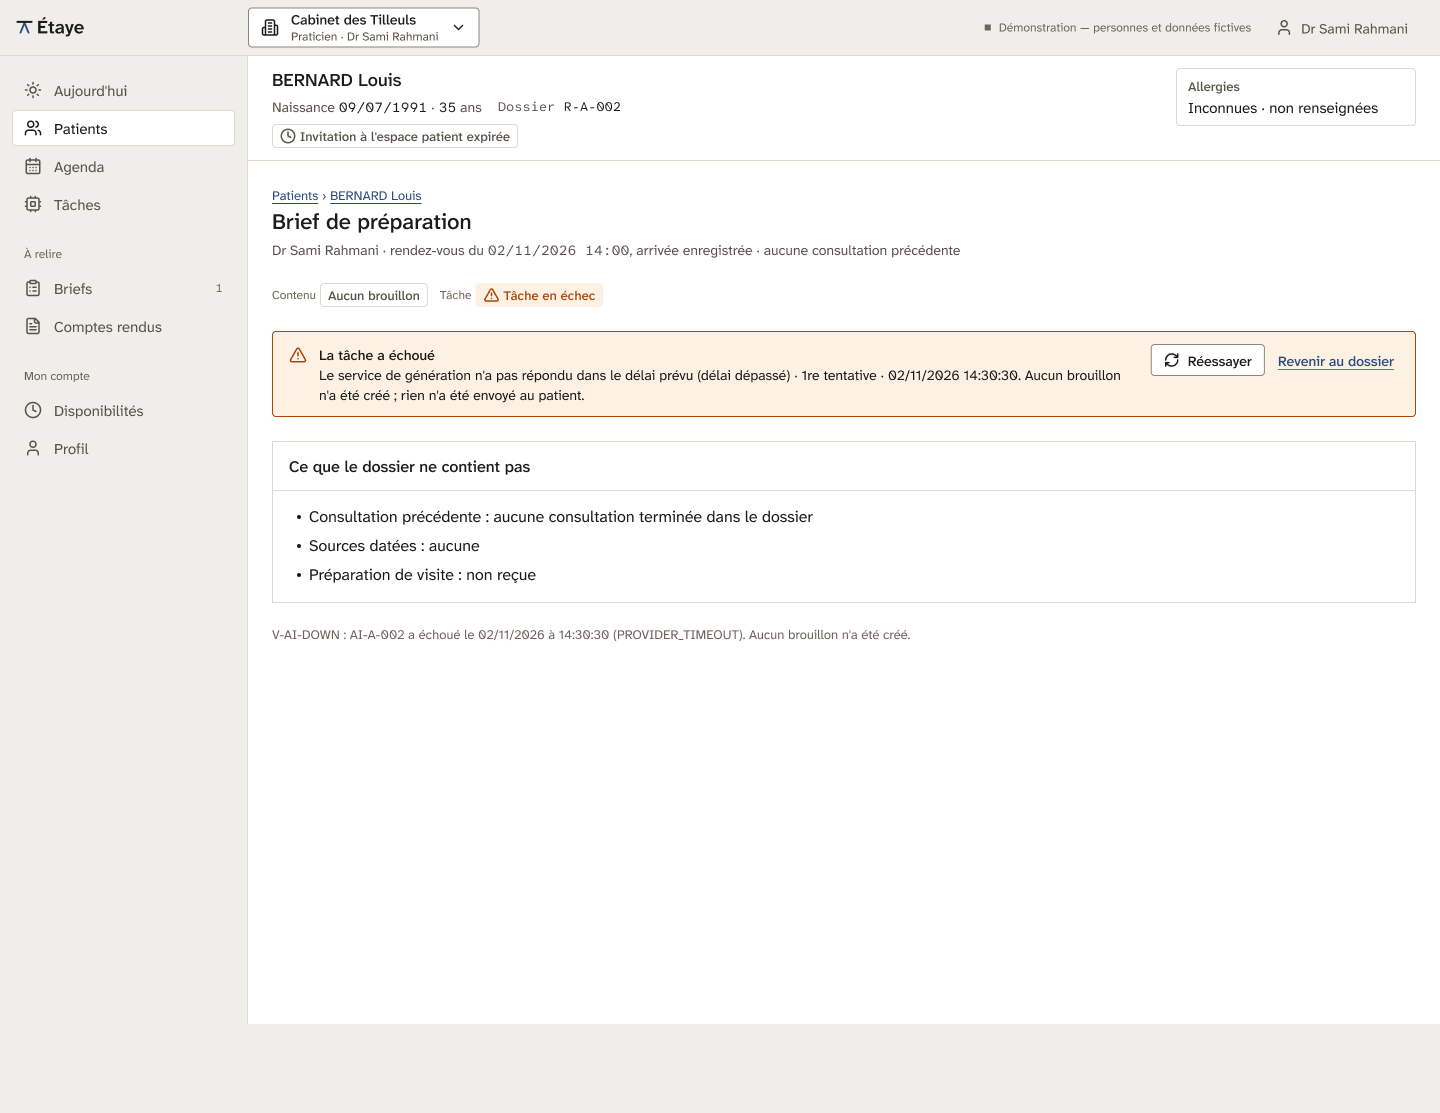 Étaye
Cabinet des Tilleuls
Praticien · Dr Sami Rahmani
Démonstration — personnes et données fictives
Dr Sami Rahmani
Aujourd'hui
Patients
Agenda
Tâches
À relire
Briefs 1
Comptes rendus
Mon compte
Disponibilités
Profil
BERNARD Louis
Naissance 09/07/1991 · 35 ans Dossier R-A-002
Invitation à l'espace patient expirée
Allergies
Inconnues · non renseignées
Patients › BERNARD Louis
Brief de préparation
Dr Sami Rahmani · rendez-vous du 02/11/2026 14:00, arrivée enregistrée · aucune consultation précédente
Contenu Aucun brouillon Tâche Tâche en échec
La tâche a échoué
Le service de génération n'a pas répondu dans le délai prévu (délai dépassé) · 1re tentative · 02/11/2026 14:30:30. Aucun brouillon
n'a été créé ; rien n'a été envoyé au patient.
Réessayer
Revenir au dossier
Ce que le dossier ne contient pas
• Consultation précédente : aucune consultation terminée dans le dossier
• Sources datées : aucune
• Préparation de visite : non reçue
V-AI-DOWN : AI-A-002 a échoué le 02/11/2026 à 14:30:30 (PROVIDER_TIMEOUT). Aucun brouillon n'a été créé.